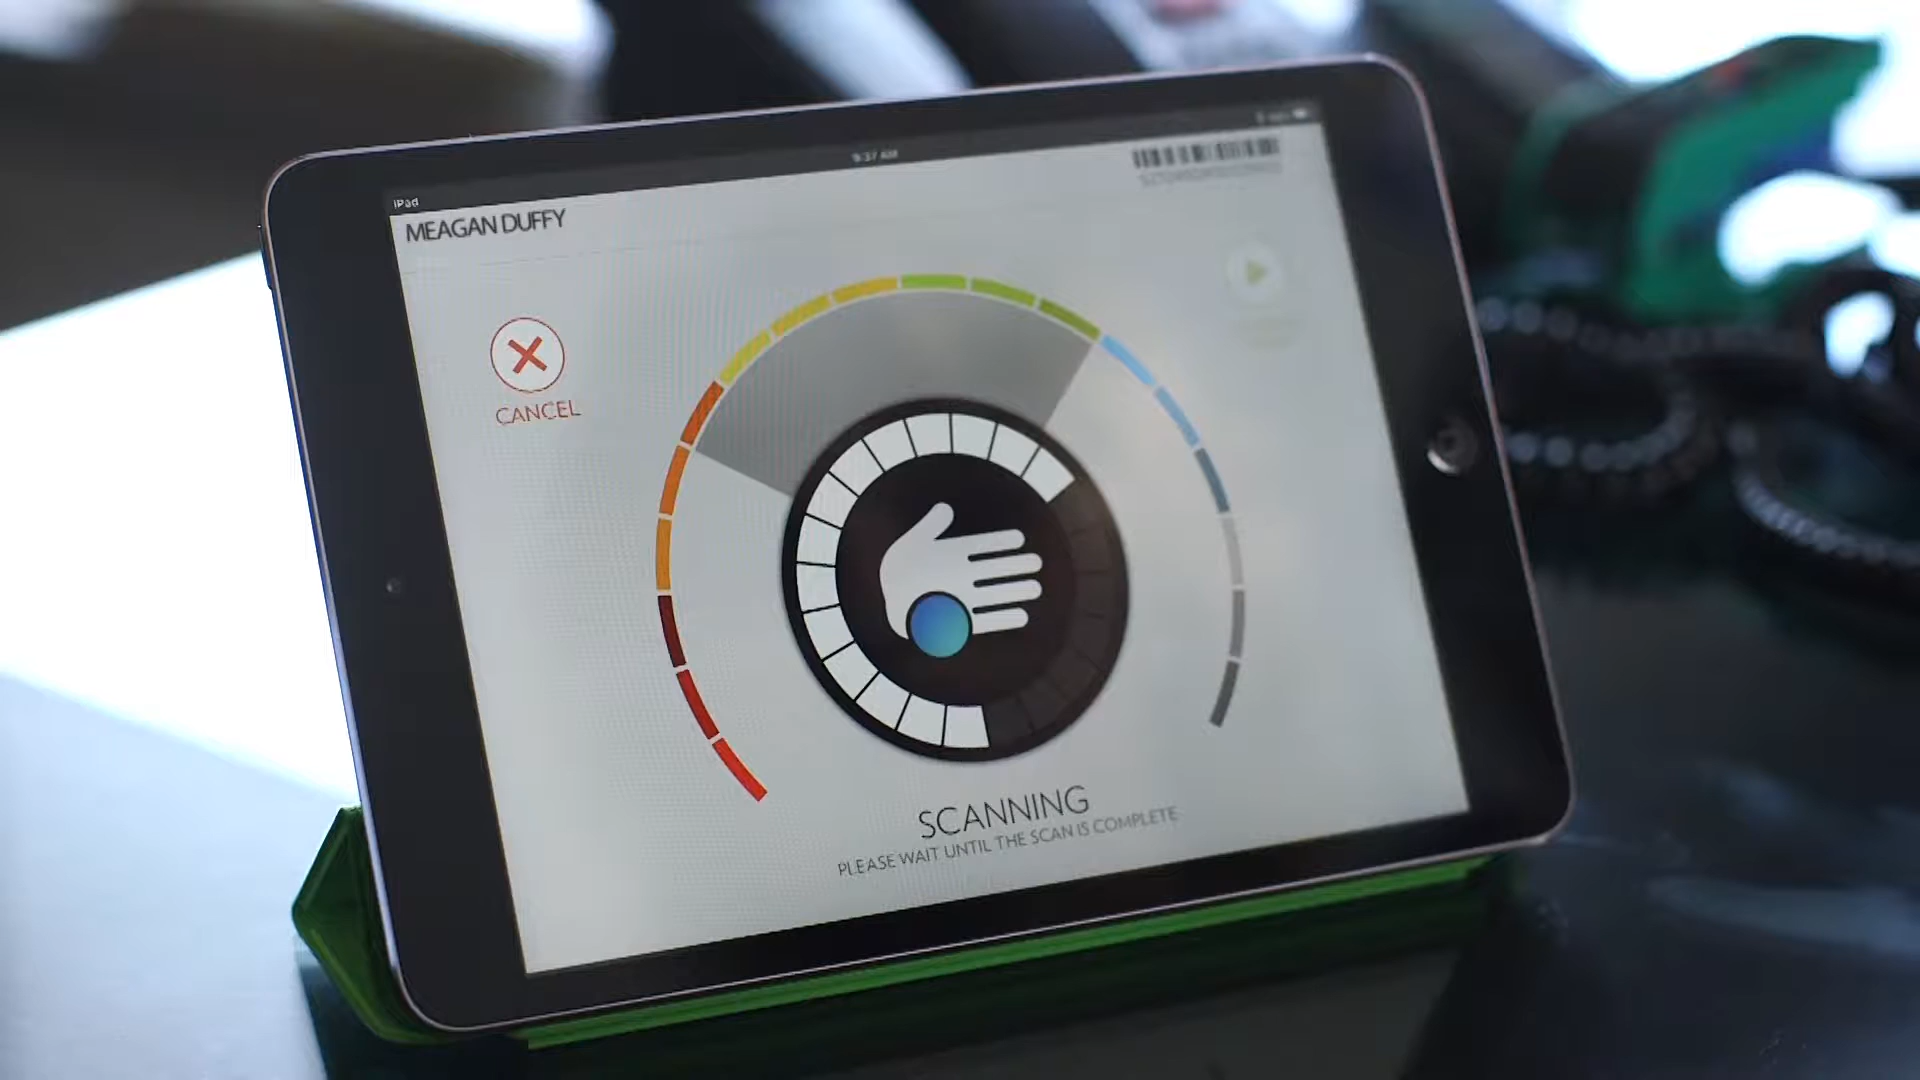 iPad
9:37 AM
MEAGAN DUFFY
CANCEL
SCANNING
PLEASE WAIT UNTIL THE SCAN IS COMPLETE